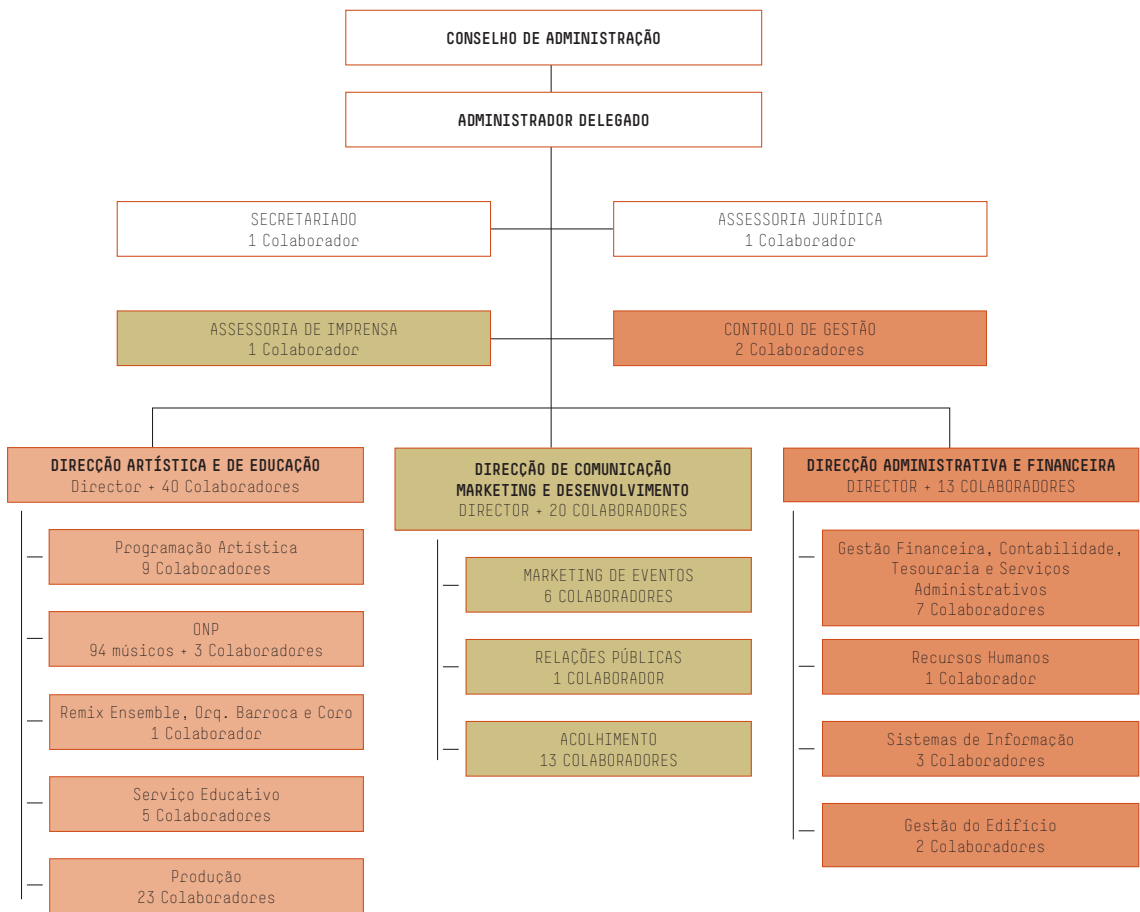 CONSELHO DE ADMINISTRAÇÃO
ADMINISTRADOR DELEGADO
SECRETARIADO
1 Colaborador
ASSESSORIA JURÍDICA
1 Colaborador
ASSESSORIA DE IMPRENSA
1 Colaborador
CONTROLO DE GESTÃO
2 Colaboradores
DIRECÇÃO ARTÍSTICA E DE EDUCAÇÃO
Director + 40 Colaboradores
Programação Artística
9 Colaboradores
ONP
94 músicos + 3 Colaboradores
Remix Ensemble, Orq. Barroca e Coro
1 Colaborador
Serviço Educativo
5 Colaboradores
Produção
23 Colaboradores
DIRECÇÃO DE COMUNICAÇÃO
MARKETING E DESENVOLVIMENTO
DIRECTOR + 20 COLABORADORES
MARKETING DE EVENTOS
6 COLABORADORES
RELAÇÕES PÚBLICAS
1 COLABORADOR
ACOLHIMENTO
13 COLABORADORES
DIRECÇÃO ADMINISTRATIVA E FINANCEIRA
DIRECTOR + 13 COLABORADORES
Gestão Financeira, Contabilidade,
Tesouraria e Serviços
Administrativos
7 Colaboradores
Recursos Humanos
1 Colaborador
Sistemas de Informação
3 Colaboradores
Gestão do Edifício
2 Colaboradores